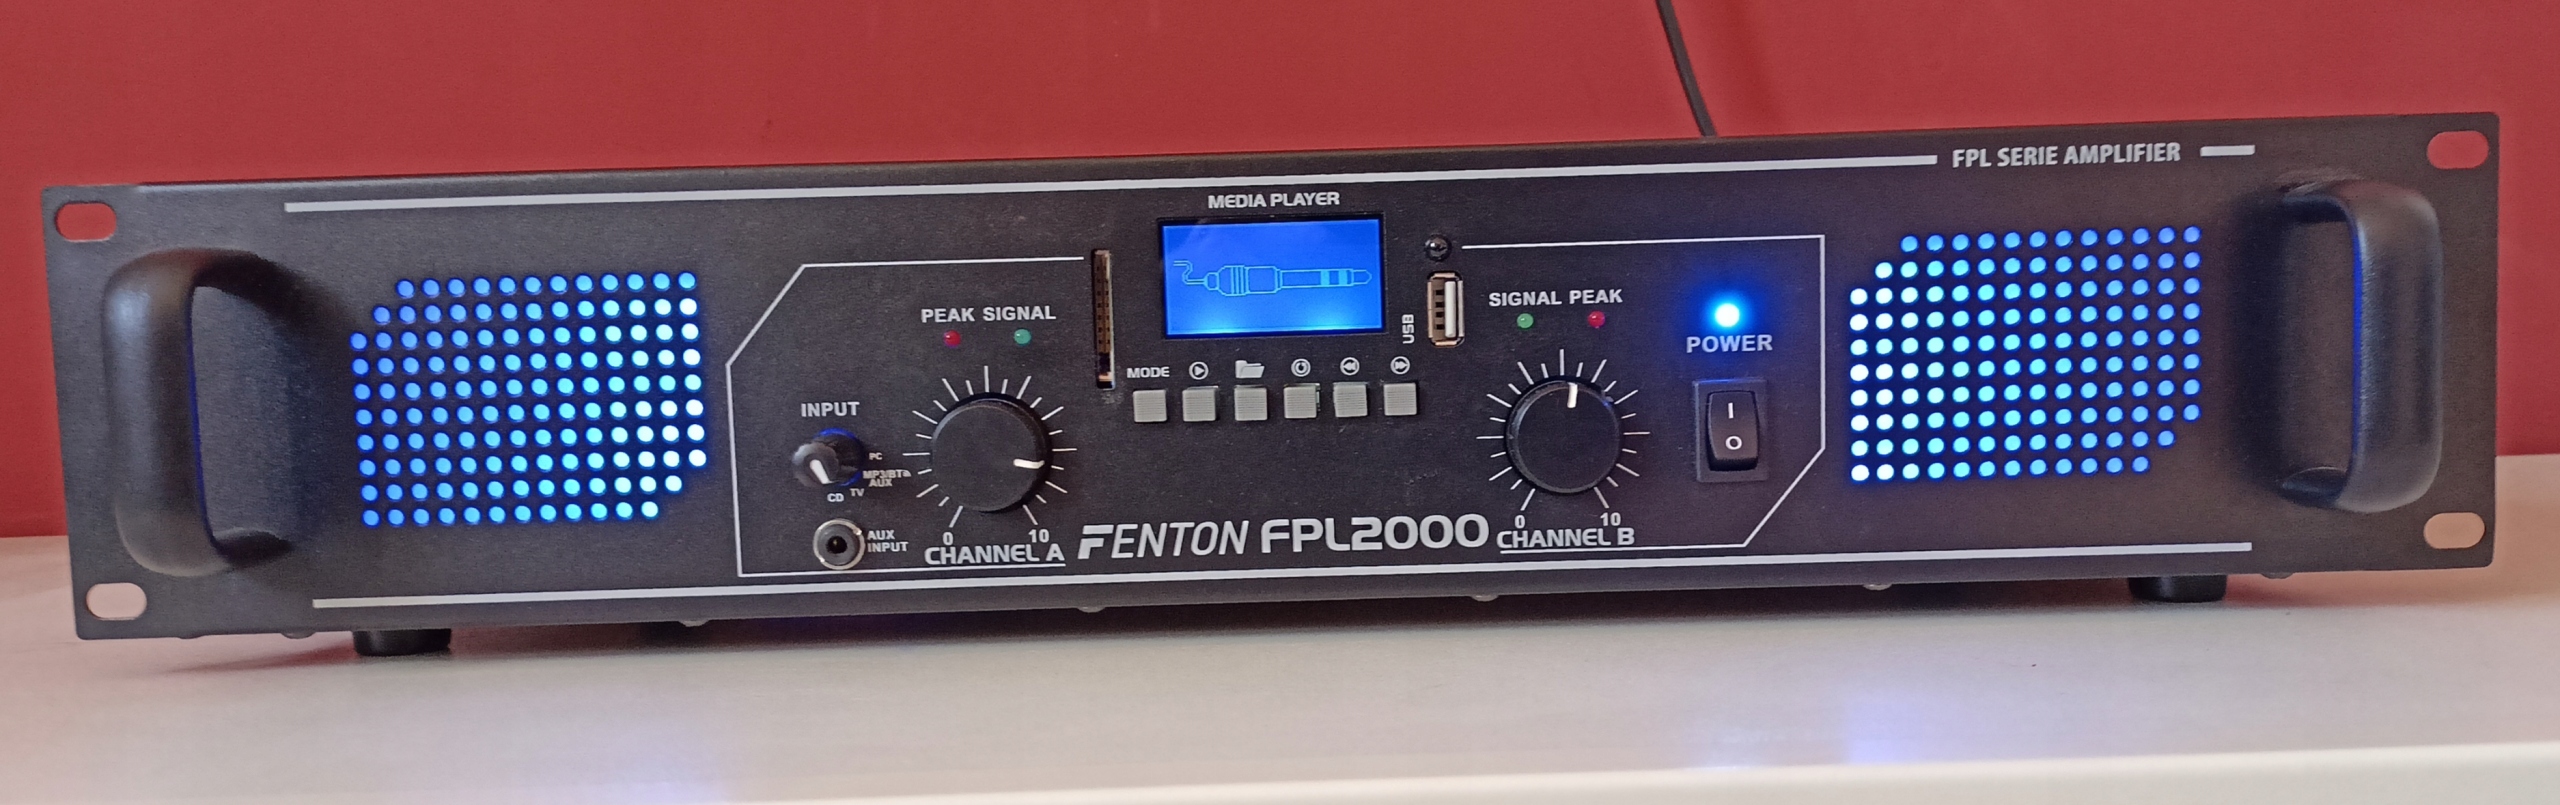 FPL SERIE AMPLIFIER
MEDIA PLAYER
PEAK SIGNAL
USB
SIGNAL PEAK
POWER
MODE
INPUT
PC
MP3/BT
AUX
TV
CD
AUX
INPUT
0 10
CHANNEL A
FENTON FPL2000
0 10
CHANNEL B
I
O